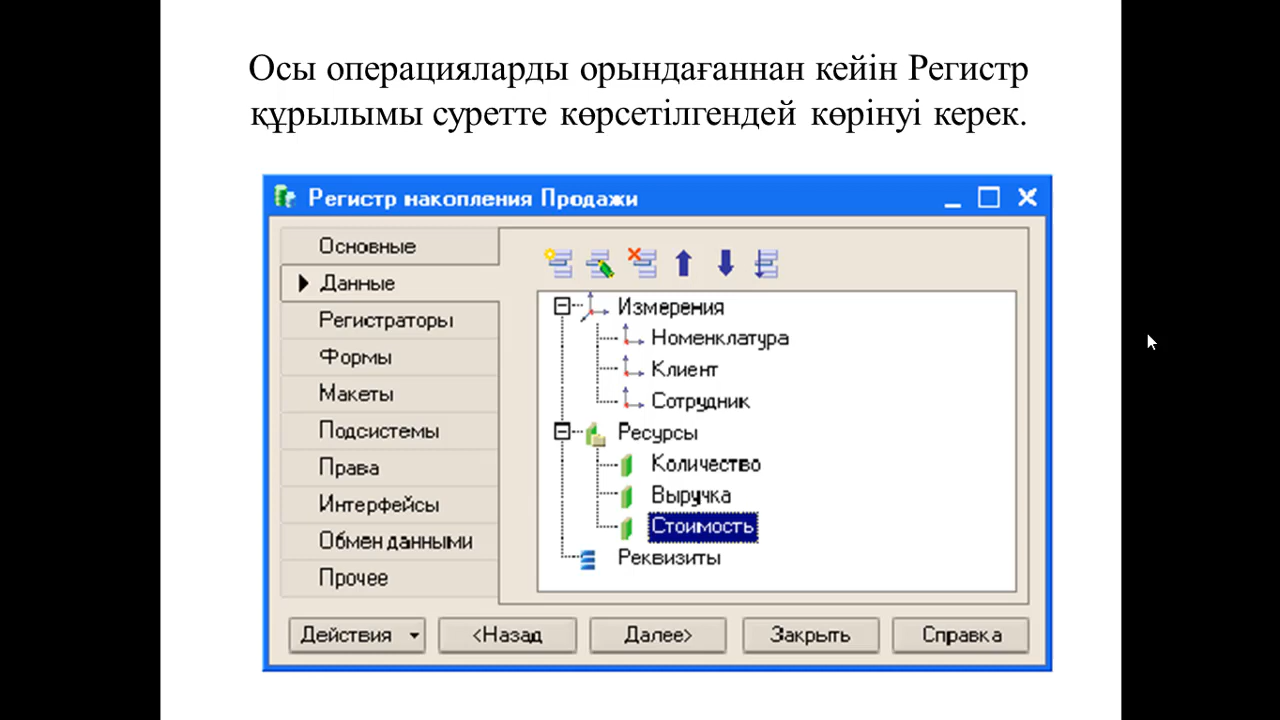 Осы операцияларды орындағаннан кейін Регистр
құрылымы суретте көрсетілгендей көрінуі керек.
Регистр накопления Продажи
Основные
Данные
Регистраторы
Формы
Макеты
Подсистемы
Права
Интерфейсы
Обмен данными
Прочее
Измерения
Номенклатура
Клиент
Сотрудник
Ресурсы
Количество
Выручка
Стоимость
Реквизиты
Действия
<Назад
Далее>
Закрыть
Справка